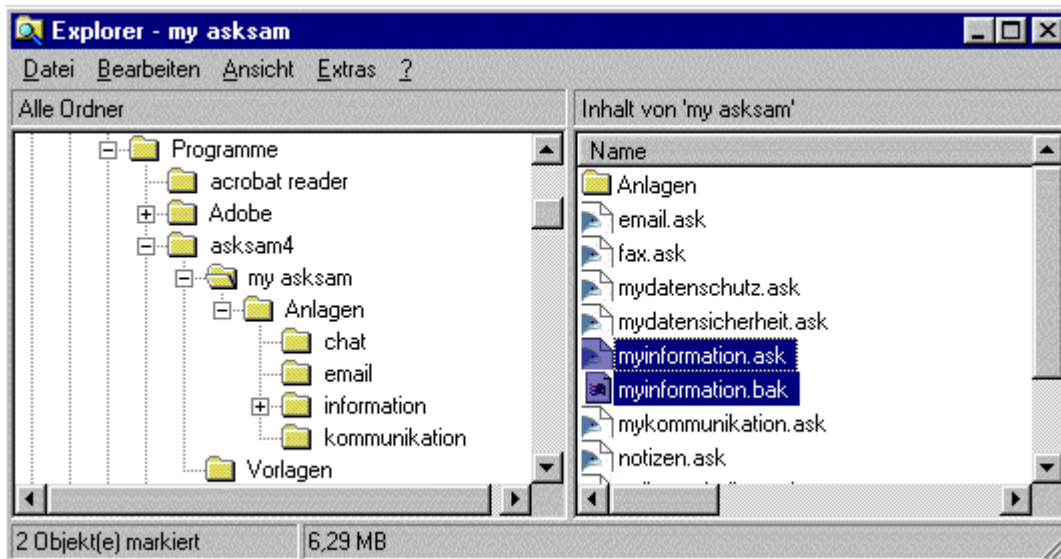 Explorer - my asksam
Datei Bearbeiten Ansicht Extras ?
Alle Ordner
Programme
acrobat reader
Adobe
asksam4
my asksam
Anlagen
chat
email
information
kommunikation
Vorlagen
Inhalt von 'my asksam'
Name
Anlagen
email.ask
fax.ask
mydatenschutz.ask
mydatensicherheit.ask
myinformation.ask
myinformation.bak
mykommunikation.ask
notizen.ask
2 Objekt(e) markiert
6,29 MB